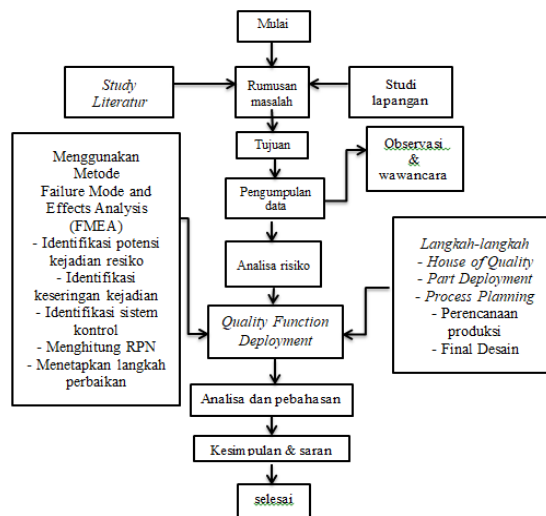 Mulai
Study
Literatur
Rumusan
masalah
Studi
lapangan
Tujuan
Observasi
&
wawancara
Pengumpulan
data
Menggunakan
Metode
Failure Mode and
Effects Analysis
(FMEA)
- Identifikasi potensi
kejadian resiko
- Identifikasi
keseringan kejadian
- Identifikasi sistem
kontrol
- Menghitung RPN
- Menetapkan langkah
perbaikan
Analisa risiko
Langkah-langkah
- House of Quality
- Part Deployment
- Process Planning
- Perencanaan
produksi
- Final Desain
Quality Function
Deployment
Analisa dan pebahasan
Kesimpulan & saran
selesai